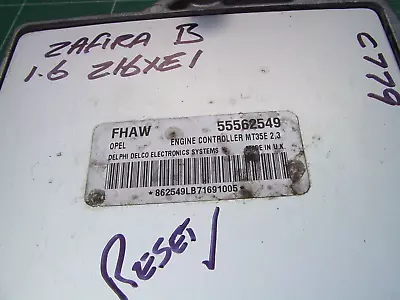 ZAFIRA B
1.6 Z16XE1
C779
FHAW 55562549
OPEL ENGINE CONTROLLER MT35E 2.3
DELPHI DELCO ELECTRONICS SYSTEMS MADE IN U.K
*862549LB71691005*
RESET ✓